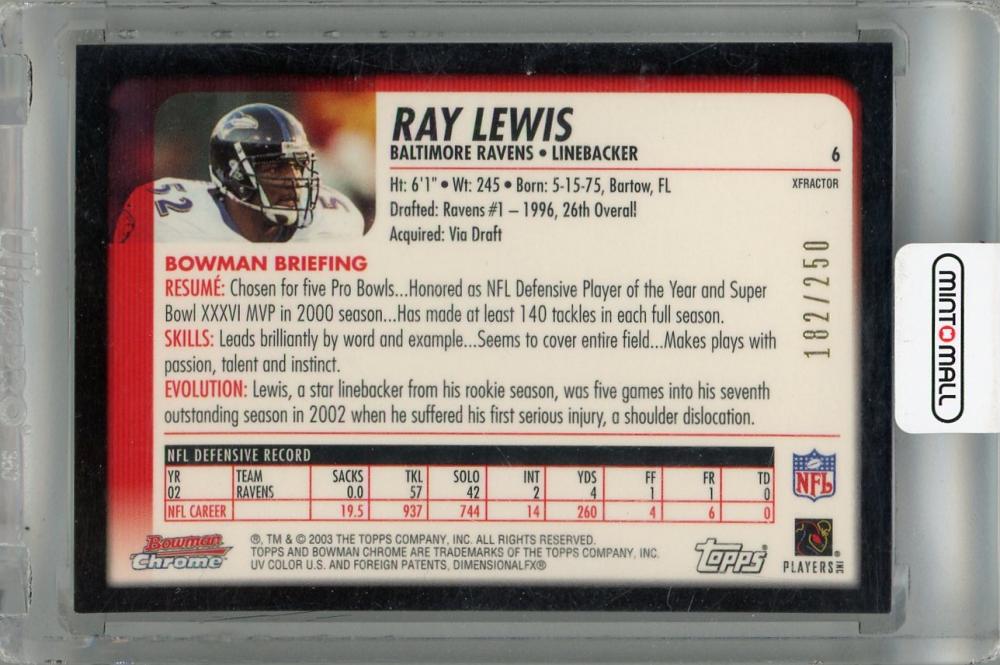 RAY LEWIS
BALTIMORE RAVENS • LINEBACKER 6
Ht: 6'1" • Wt: 245 • Born: 5-15-75, Bartow, FL
XFRACTOR
Drafted: Ravens #1 – 1996, 26th Overall
Acquired: Via Draft
52
BOWMAN BRIEFING
RESUMÉ: Chosen for five Pro Bowls...Honored as NFL Defensive Player of the Year and Super
Bowl XXXVI MVP in 2000 season...Has made at least 140 tackles in each full season.
SKILLS: Leads brilliantly by word and example...Seems to cover entire field...Makes plays with
passion, talent and instinct.
EVOLUTION: Lewis, a star linebacker from his rookie season, was five games into his seventh
outstanding season in 2002 when he suffered his first serious injury, a shoulder dislocation.
182/250
NFL DEFENSIVE RECORD
YR TEAM SACKS TKL SOLO INT YDS FF FR TD
02 RAVENS 0.0 57 42 2 4 1 1 0
NFL CAREER 19.5 937 744 14 260 4 6 0
NFL
Bowman
Chrome
®, TM & © 2003 THE TOPPS COMPANY, INC. ALL RIGHTS RESERVED.
TOPPS AND BOWMAN CHROME ARE TRADEMARKS OF THE TOPPS COMPANY, INC.
UV COLOR U.S. AND FOREIGN PATENTS, DIMENSIONALFX®
Topps®
PLAYERS INC
MINTOMALL